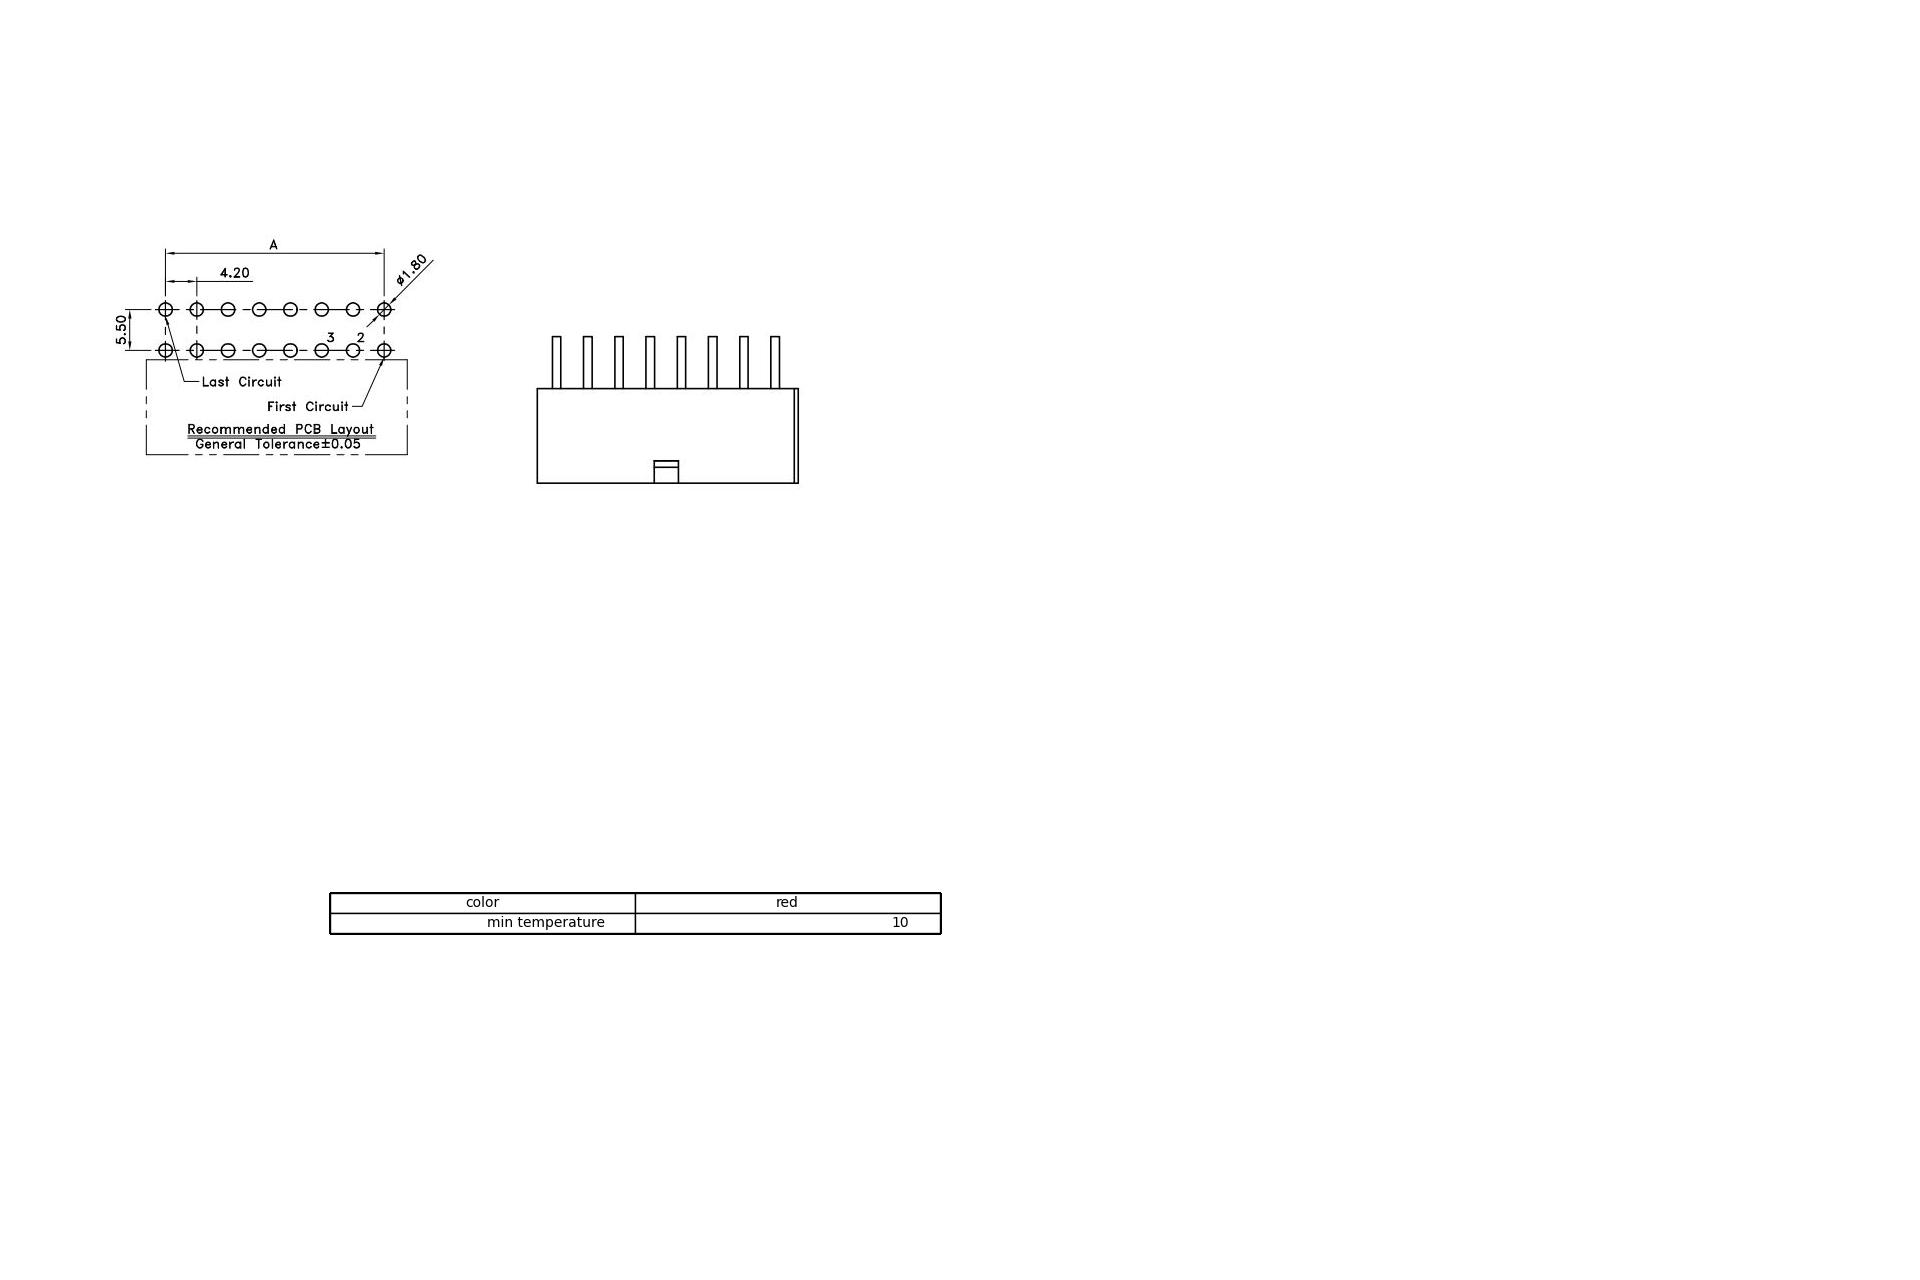 A
4.20
ø1.80
5.50
3 2
Last Circuit
First Circuit
Recommended PCB Layout
General Tolerance±0.05
color red
min temperature 10